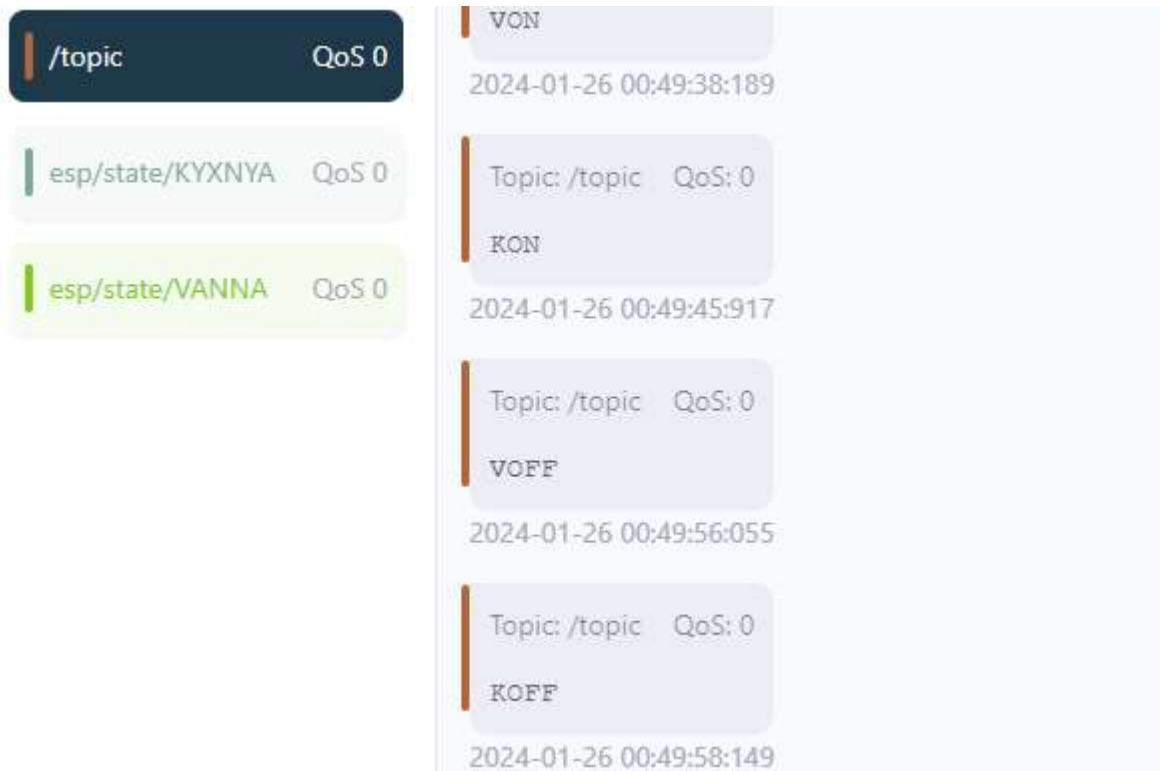 /topic QoS 0
esp/state/KYXNYA QoS 0
esp/state/VANNA QoS 0
VON
2024-01-26 00:49:38:189
Topic: /topic QoS: 0
KON
2024-01-26 00:49:45:917
Topic: /topic QoS: 0
VOFF
2024-01-26 00:49:56:055
Topic: /topic QoS: 0
KOFF
2024-01-26 00:49:58:149